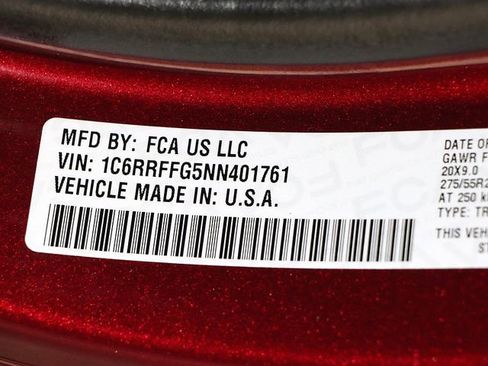 MFD BY: FCA US LLC
VIN: 1C6RRFFG5NN401761
VEHICLE MADE IN: U.S.A.
DATE OF
GAWR F
20X9.0
275/55R2
AT 250 k
TYPE: TR
THIS VEH
ST